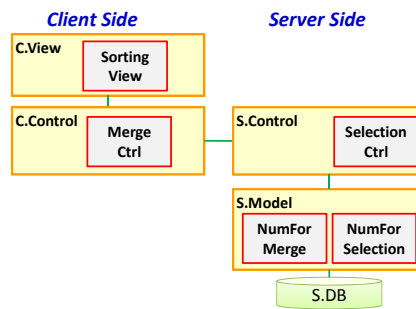 Client Side
Server Side
C.View
Sorting
View
C.Control
Merge
Ctrl
S.Control
Selection
Ctrl
S.Model
NumFor
Merge
NumFor
Selection
S.DB